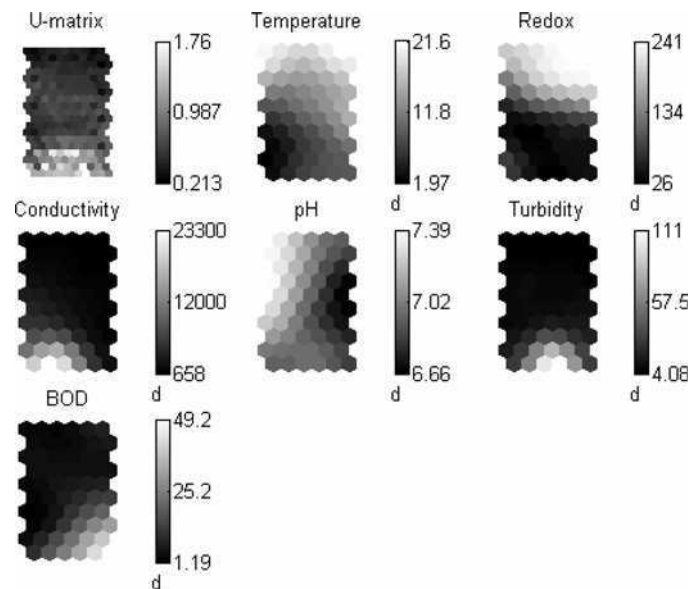 U-matrix
1.76
0.987
0.213
Temperature
21.6
11.8
1.97
d
Redox
241
134
26
d
Conductivity
23300
12000
658
d
pH
7.39
7.02
6.66
d
Turbidity
111
57.5
4.08
d
BOD
49.2
25.2
1.19
d